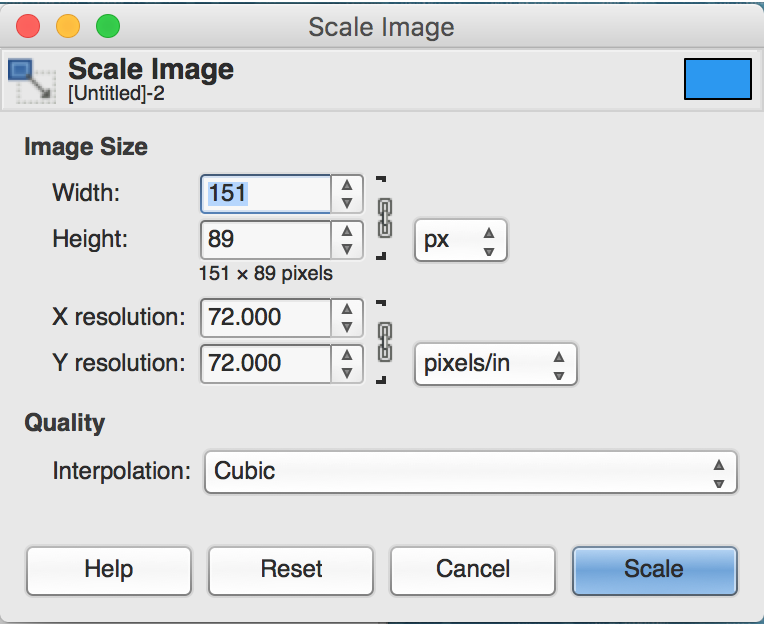 Scale Image
Scale Image
[Untitled]-2
Image Size
Width: 151
Height: 89 px
151 × 89 pixels
X resolution: 72.000
Y resolution: 72.000 pixels/in
Quality
Interpolation: Cubic
Help Reset Cancel Scale